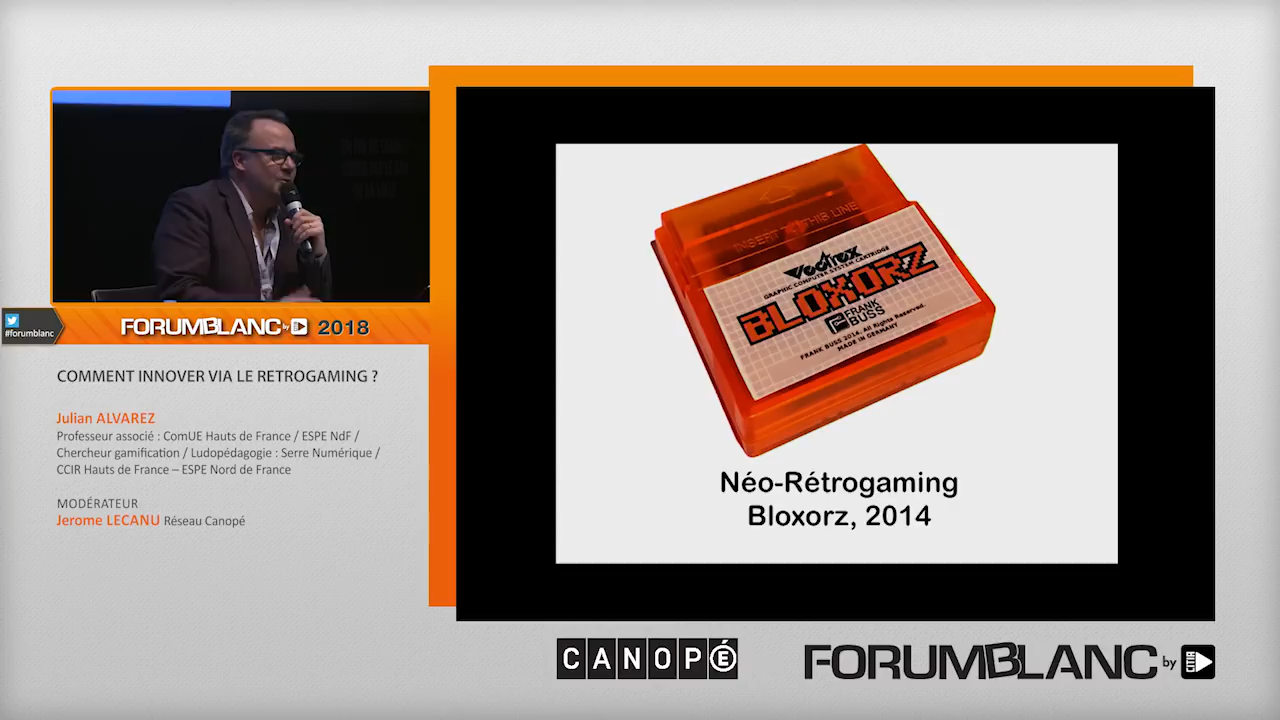 #forumblanc
FORUMBLANC by 2018
COMMENT INNOVER VIA LE RETROGAMING ?
Julian ALVAREZ
Professeur associé : ComUE Hauts de France / ESPE NdF /
Chercheur gamification / Ludopédagogie : Serre Numérique /
CCIR Hauts de France – ESPE Nord de France
MODÉRATEUR
Jerome LECANU Réseau Canopé
INSERT TO THIS LINE
Vectrex
GRAPHIC COMPUTER SYSTEM CARTRIDGE
BLOXORZ
FRANK
BUSS
FRANK BUSS 2014. All Rights Reserved.
MADE IN GERMANY
Néo-Rétrogaming
Bloxorz, 2014
CANOPÉ
FORUMBLANC by CITIA